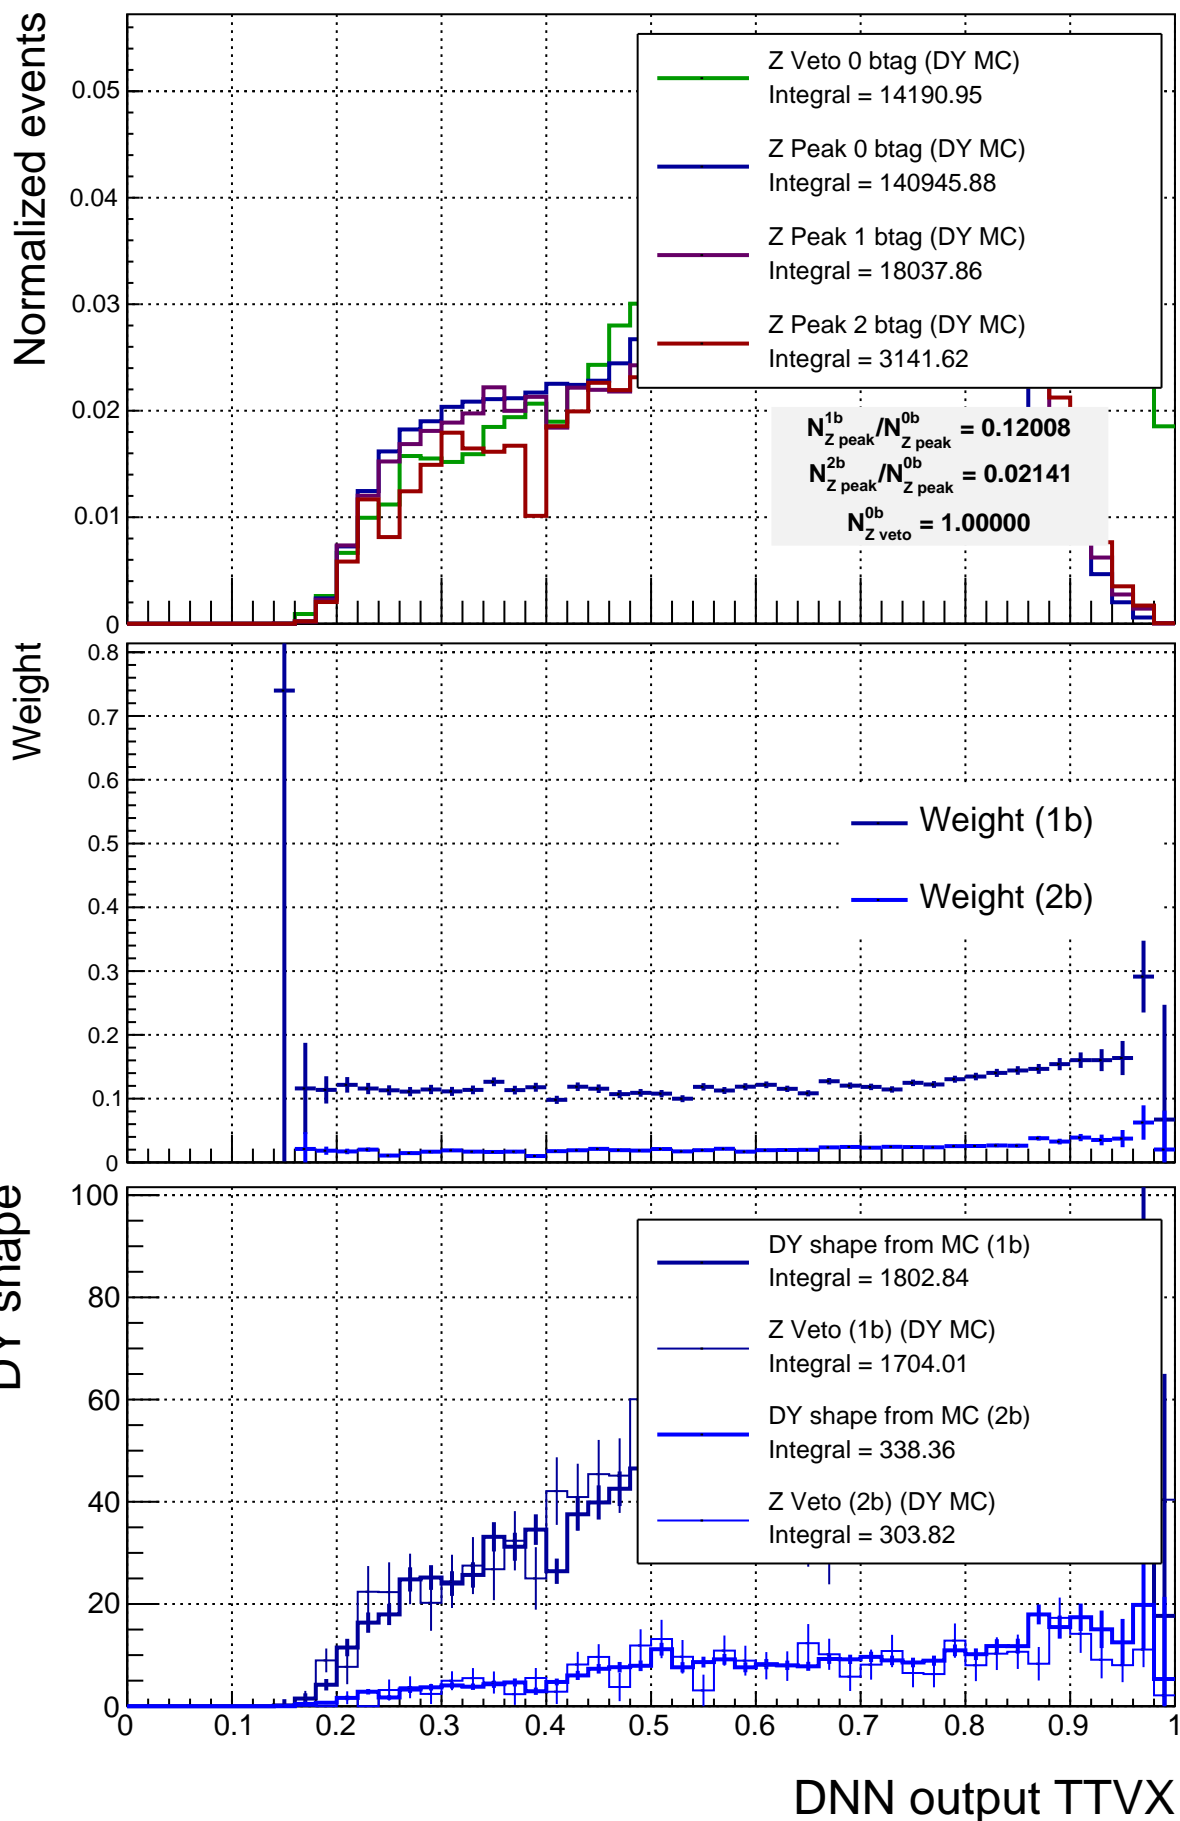 Normalized events
0.05
0.04
0.03
0.02
0.01
0
Z Veto 0 btag (DY MC)
Integral = 14190.95
Z Peak 0 btag (DY MC)
Integral = 140945.88
Z Peak 1 btag (DY MC)
Integral = 18037.86
Z Peak 2 btag (DY MC)
Integral = 3141.62
N^{1b}_{Z peak}/N^{0b}_{Z peak} = 0.12008
N^{2b}_{Z peak}/N^{0b}_{Z peak} = 0.02141
N^{0b}_{Z veto} = 1.00000
Weight
0.8
0.7
0.6
0.5
0.4
0.3
0.2
0.1
0
Weight (1b)
Weight (2b)
DY shape
100
80
60
40
20
0
DY shape from MC (1b)
Integral = 1802.84
Z Veto (1b) (DY MC)
Integral = 1704.01
DY shape from MC (2b)
Integral = 338.36
Z Veto (2b) (DY MC)
Integral = 303.82
0 0.1 0.2 0.3 0.4 0.5 0.6 0.7 0.8 0.9 1
DNN output TTVX